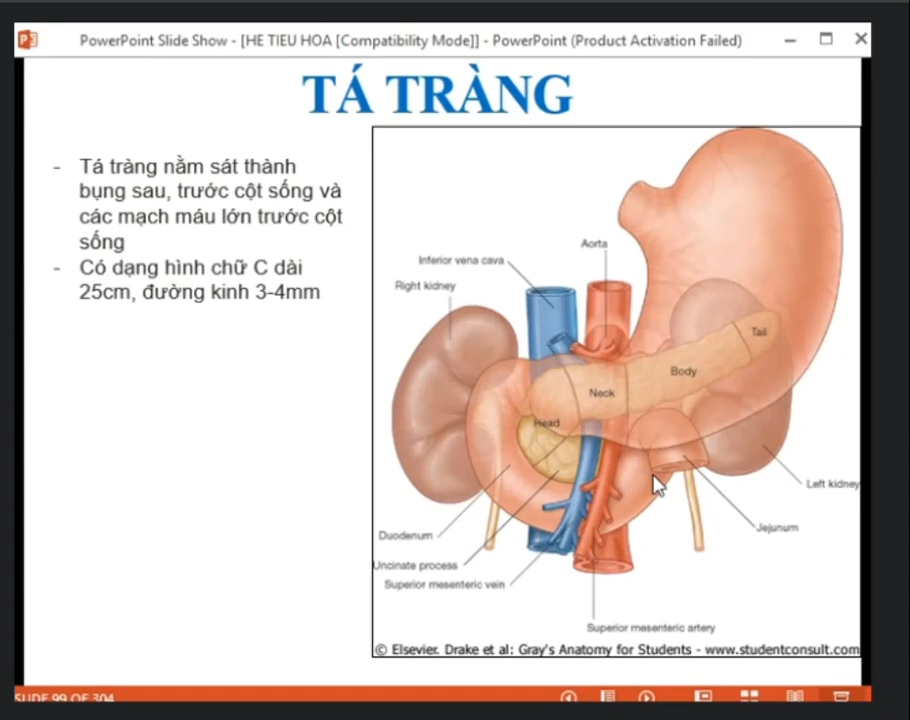 PowerPoint Slide Show - [HE TIEU HOA [Compatibility Mode]] - PowerPoint (Product Activation Failed)
TÁ TRÀNG
- Tá tràng nằm sát thành
bụng sau, trước cột sống và
các mạch máu lớn trước cột
sống
- Có dạng hình chữ C dài
25cm, đường kinh 3-4mm
Aorta
Inferior vena cava
Right kidney
Tail
Body
Neck
Head
Left kidney
Jejunum
Duodenum
Uncinate process
Superior mesenteric vein
Superior mesenteric artery
© Elsevier. Drake et al: Gray's Anatomy for Students - www.studentconsult.com
SLIDE 99 OF 304